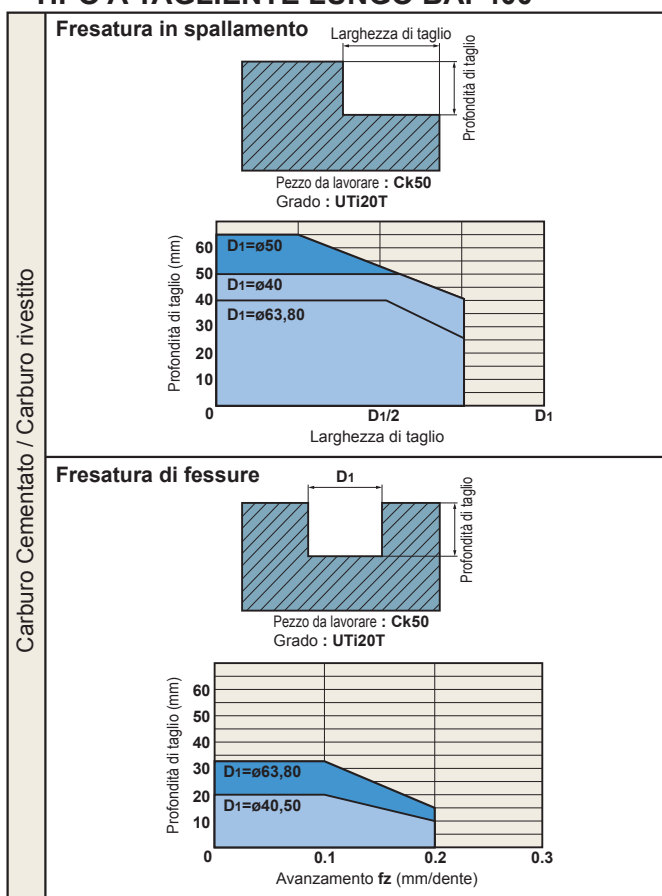 Carburo Cementato / Carburo rivestito
Fresatura in spallamento
Larghezza di taglio
Profondità di taglio
Pezzo da lavorare : Ck50
Grado : UTi20T
Profondità di taglio (mm)
60
50
40
30
20
10
0
D1=ø50
D1=ø40
D1=ø63,80
D1/2
D1
Larghezza di taglio
Fresatura di fessure
D1
Profondità di taglio
Pezzo da lavorare : Ck50
Grado : UTi20T
Profondità di taglio (mm)
60
50
40
30
20
10
0
D1=ø63,80
D1=ø40,50
0.1
0.2
0.3
Avanzamento fz (mm/dente)